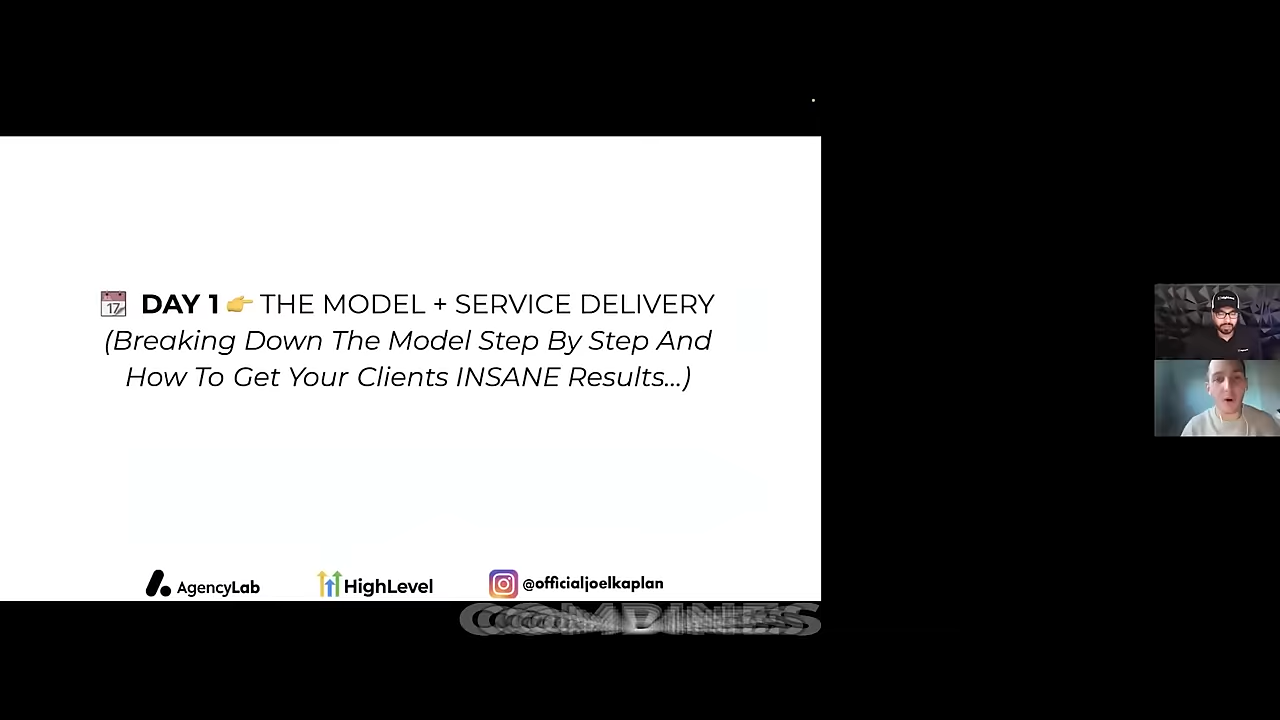 DAY 1 👉 THE MODEL + SERVICE DELIVERY
(Breaking Down The Model Step By Step And
How To Get Your Clients INSANE Results...)
AgencyLab
HighLevel
@officialjoelkaplan
COMBINES